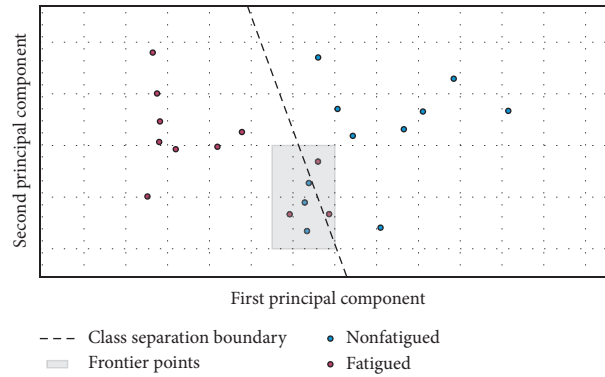 Second principal component
First principal component
Class separation boundary
Nonfatigued
Frontier points
Fatigued